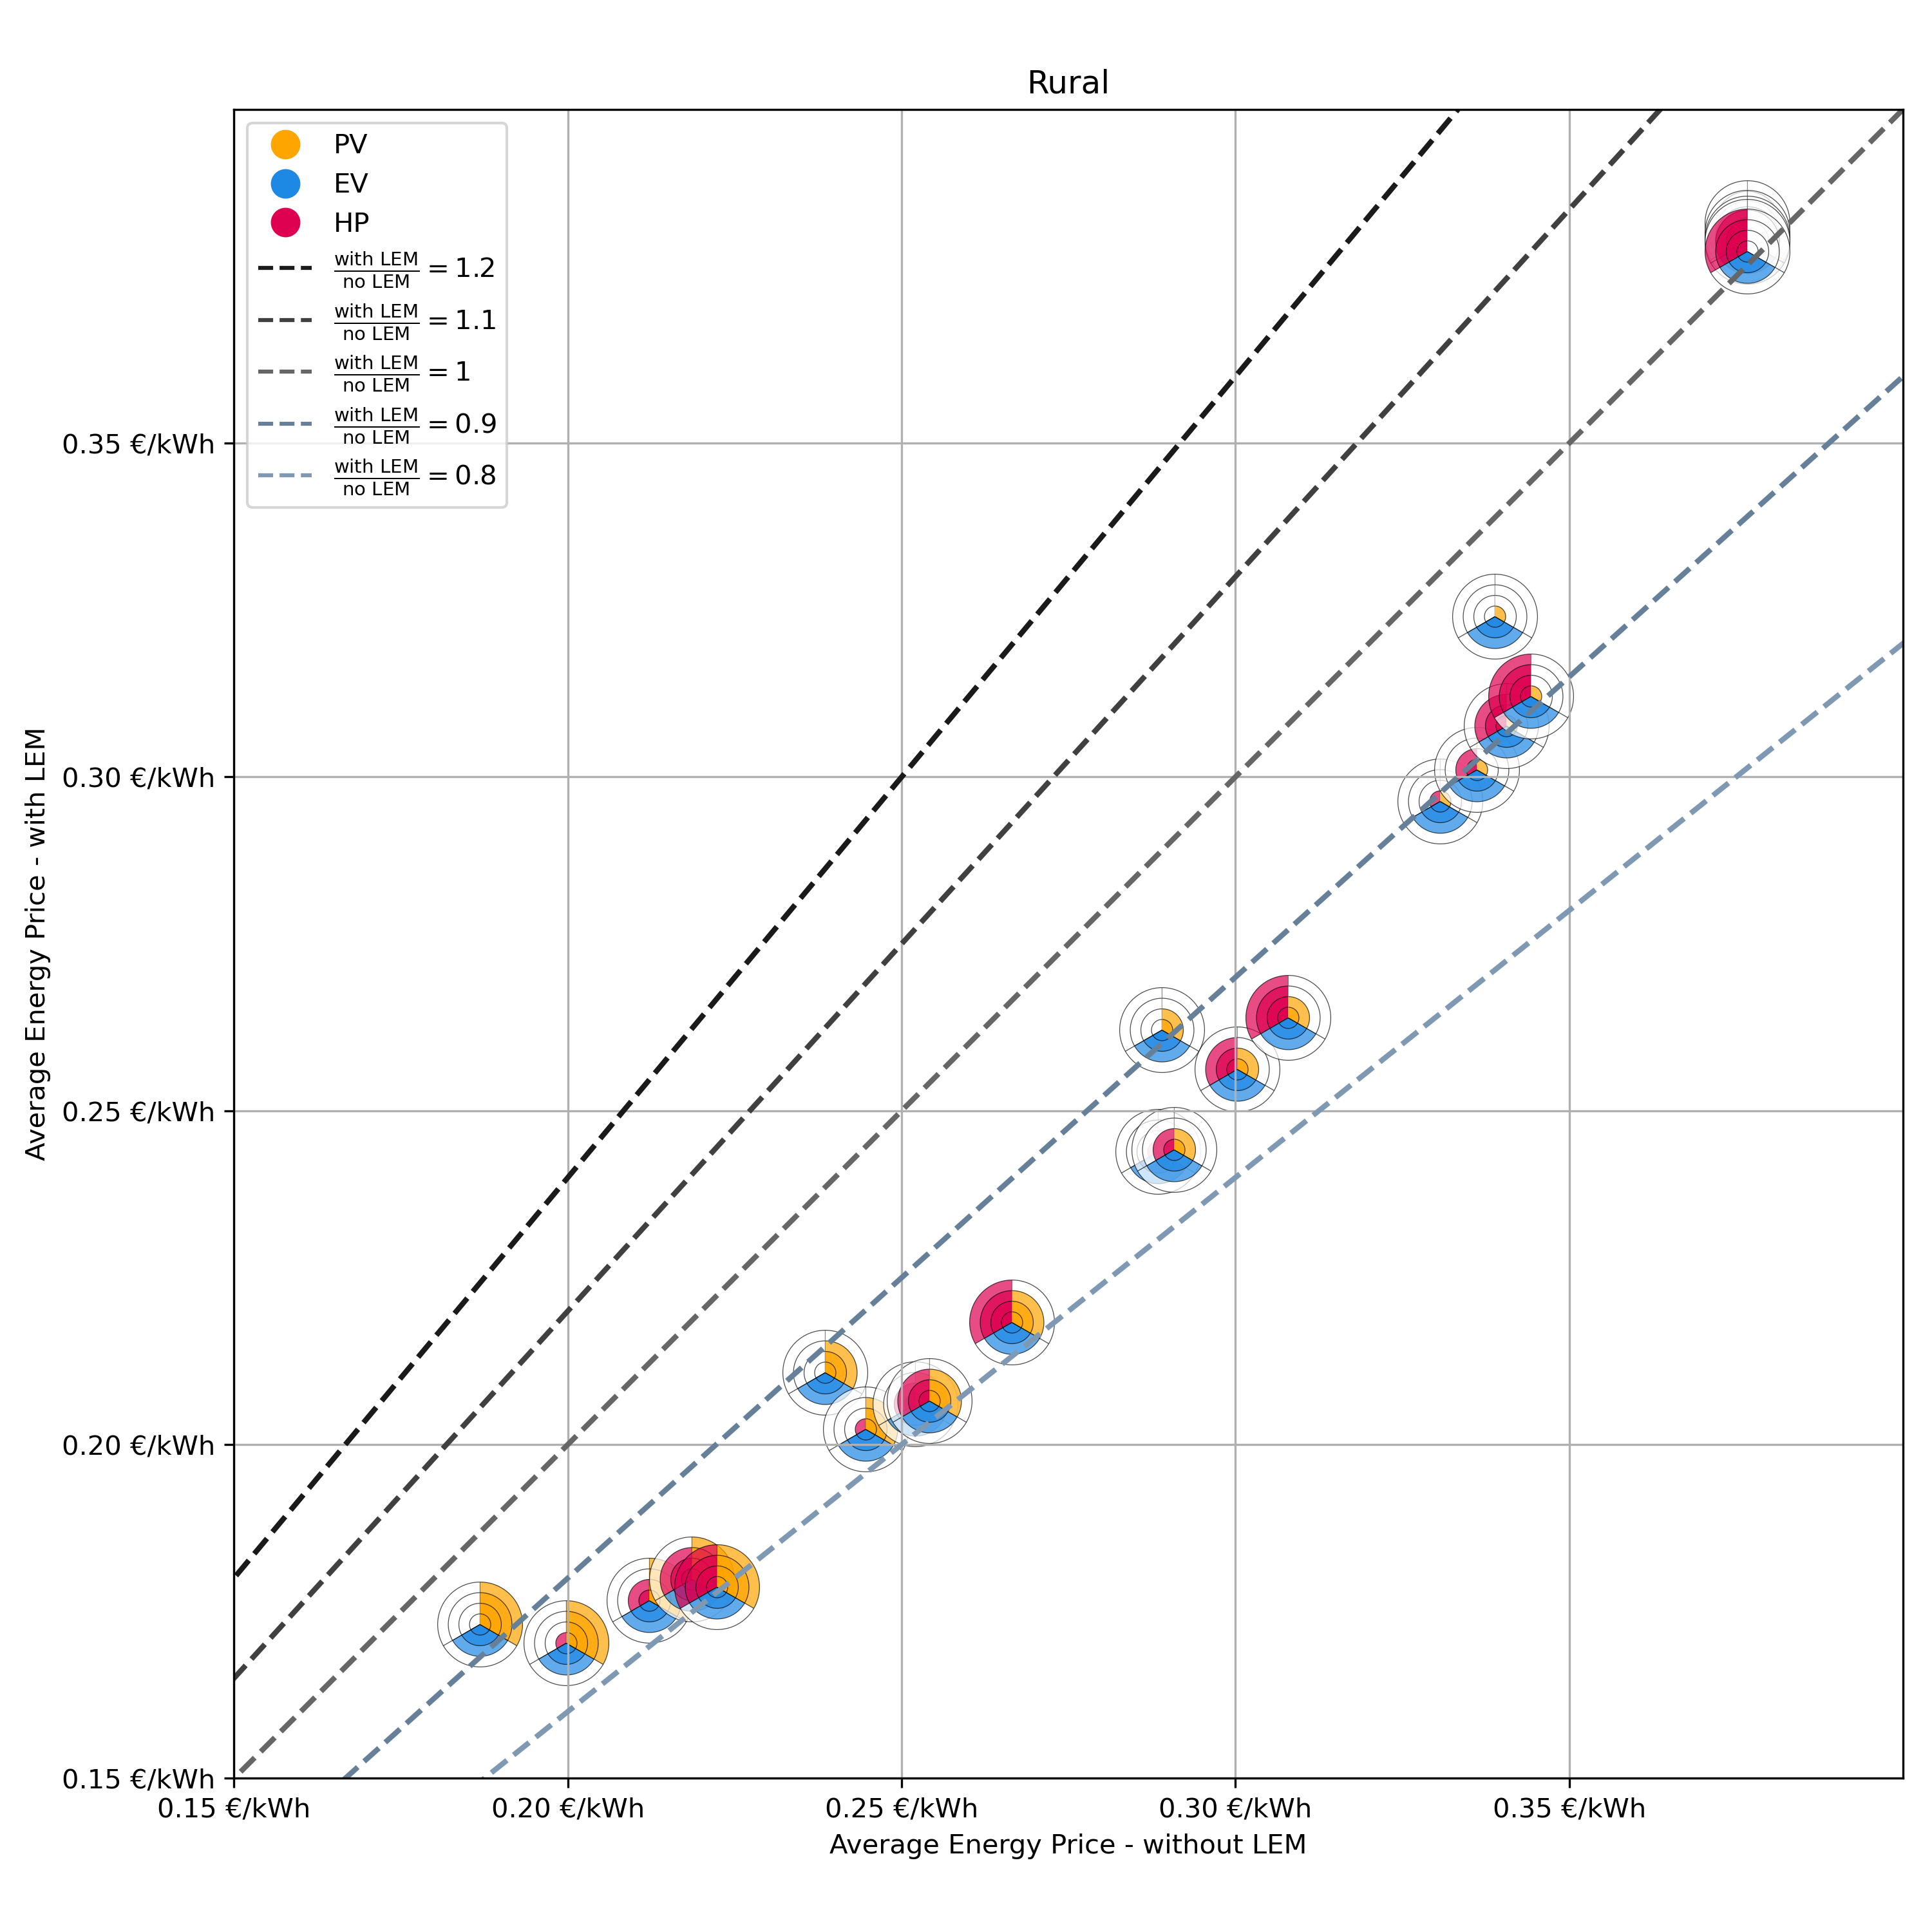 Rural
PV
EV
HP
with LEM
no LEM = 1.2
with LEM
no LEM = 1.1
with LEM
no LEM = 1
with LEM
no LEM = 0.9
with LEM
no LEM = 0.8
Average Energy Price - with LEM
0.35 €/kWh
0.30 €/kWh
0.25 €/kWh
0.20 €/kWh
0.15 €/kWh
0.15 €/kWh 0.20 €/kWh 0.25 €/kWh 0.30 €/kWh 0.35 €/kWh
Average Energy Price - without LEM